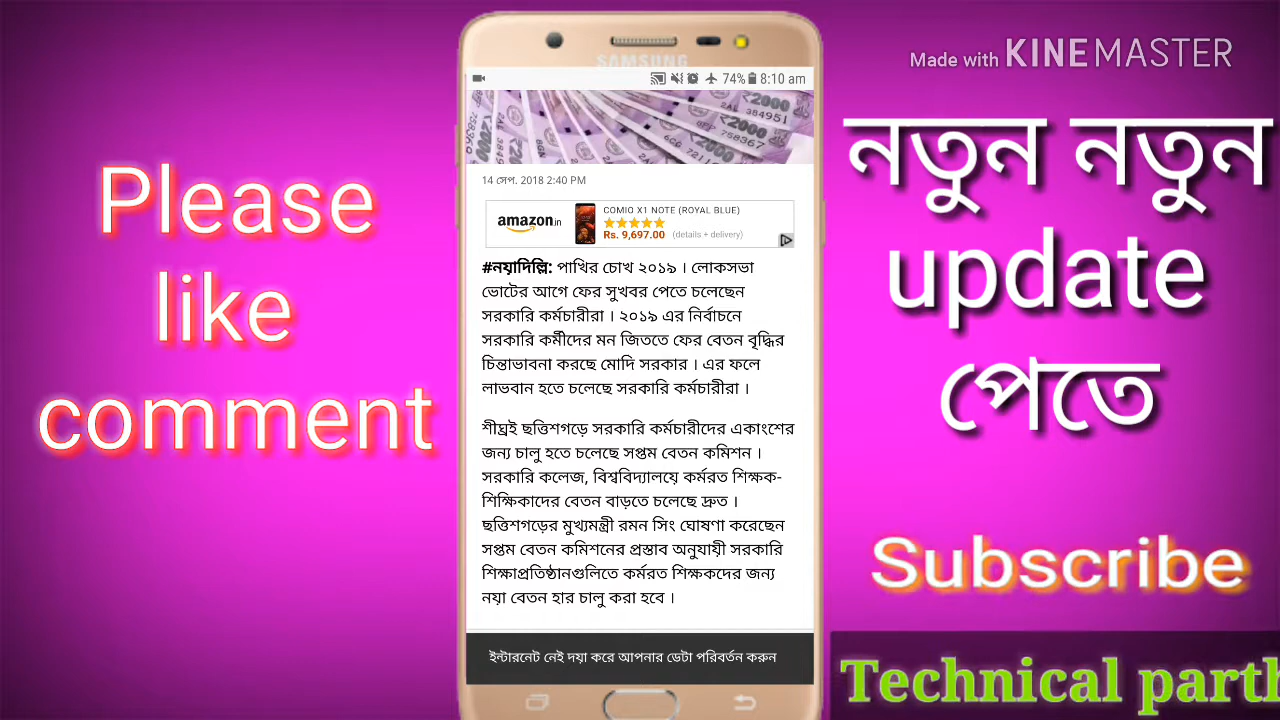 Please
like
comment
SAMSUNG
74% 8:10 am
₹2000
2AL 384951
₹2000
758367
₹2000
14 সেপ. 2018 2:40 PM
amazon.in
COMIO X1 NOTE (ROYAL BLUE)
Rs. 9,697.00 (details + delivery)
#নয়াদিল্লি: পাখির চোখ ২০১৯ । লোকসভা
ভোটের আগে ফের সুখবর পেতে চলেছেন
সরকারি কর্মচারীরা । ২০১৯ এর নির্বাচনে
সরকারি কর্মীদের মন জিততে ফের বেতন বৃদ্ধির
চিন্তাভাবনা করছে মোদি সরকার । এর ফলে
লাভবান হতে চলেছে সরকারি কর্মচারীরা ।
শীঘ্রই ছত্তিশগড়ে সরকারি কর্মচারীদের একাংশের
জন্য চালু হতে চলেছে সপ্তম বেতন কমিশন ।
সরকারি কলেজ, বিশ্ববিদ্যালয়ে কর্মরত শিক্ষক-
শিক্ষিকাদের বেতন বাড়তে চলেছে দ্রুত ।
ছত্তিশগড়ের মুখ্যমন্ত্রী রমন সিং ঘোষণা করেছেন
সপ্তম বেতন কমিশনের প্রস্তাব অনুযায়ী সরকারি
শিক্ষাপ্রতিষ্ঠানগুলিতে কর্মরত শিক্ষকদের জন্য
নয়া বেতন হার চালু করা হবে ।
ইন্টারনেট নেই দয়া করে আপনার ডেটা পরিবর্তন করুন
Made with KINEMASTER
নতুন নতুন
update
পেতে
Subscribe
Technical parth